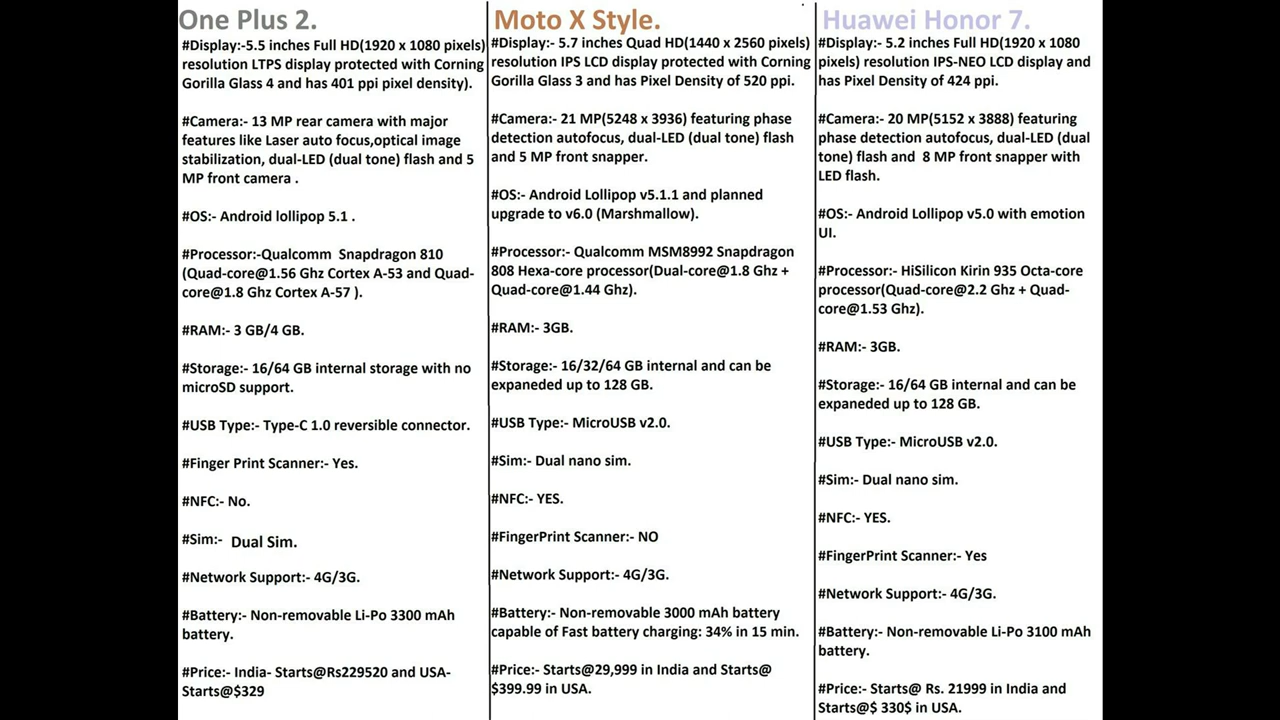 One Plus 2.
#Display:-5.5 inches Full HD(1920 x 1080 pixels)
resolution LTPS display protected with Corning
Gorilla Glass 4 and has 401 ppi pixel density).
#Camera:- 13 MP rear camera with major
features like Laser auto focus,optical image
stabilization, dual-LED (dual tone) flash and 5
MP front camera .
#OS:- Android lollipop 5.1 .
#Processor:-Qualcomm  Snapdragon 810
(Quad-core@1.56 Ghz Cortex A-53 and Quad-
core@1.8 Ghz Cortex A-57 ).
#RAM:- 3 GB/4 GB.
#Storage:- 16/64 GB internal storage with no
microSD support.
#USB Type:- Type-C 1.0 reversible connector.
#Finger Print Scanner:- Yes.
#NFC:- No.
#Sim:- Dual Sim.
#Network Support:- 4G/3G.
#Battery:- Non-removable Li-Po 3300 mAh
battery.
#Price:- India- Starts@Rs229520 and USA-
Starts@$329
Moto X Style.
#Display:- 5.7 inches Quad HD(1440 x 2560 pixels)
resolution IPS LCD display protected with Corning
Gorilla Glass 3 and has Pixel Density of 520 ppi.
#Camera:- 21 MP(5248 x 3936) featuring phase
detection autofocus, dual-LED (dual tone) flash
and 5 MP front snapper.
#OS:- Android Lollipop v5.1.1 and planned
upgrade to v6.0 (Marshmallow).
#Processor:- Qualcomm MSM8992 Snapdragon
808 Hexa-core processor(Dual-core@1.8 Ghz +
Quad-core@1.44 Ghz).
#RAM:- 3GB.
#Storage:- 16/32/64 GB internal and can be
expaneded up to 128 GB.
#USB Type:- MicroUSB v2.0.
#Sim:- Dual nano sim.
#NFC:- YES.
#FingerPrint Scanner:- NO
#Network Support:- 4G/3G.
#Battery:- Non-removable 3000 mAh battery
capable of Fast battery charging: 34% in 15 min.
#Price:- Starts@29,999 in India and Starts@
$399.99 in USA.
Huawei Honor 7.
#Display:- 5.2 inches Full HD(1920 x 1080
pixels) resolution IPS-NEO LCD display and
has Pixel Density of 424 ppi.
#Camera:- 20 MP(5152 x 3888) featuring
phase detection autofocus, dual-LED (dual
tone) flash and  8 MP front snapper with
LED flash.
#OS:- Android Lollipop v5.0 with emotion
UI.
#Processor:- HiSilicon Kirin 935 Octa-core
processor(Quad-core@2.2 Ghz + Quad-
core@1.53 Ghz).
#RAM:- 3GB.
#Storage:- 16/64 GB internal and can be
expaneded up to 128 GB.
#USB Type:- MicroUSB v2.0.
#Sim:- Dual nano sim.
#NFC:- YES.
#FingerPrint Scanner:- Yes
#Network Support:- 4G/3G.
#Battery:- Non-removable Li-Po 3100 mAh
battery.
#Price:- Starts@ Rs. 21999 in India and
Starts@$ 330$ in USA.